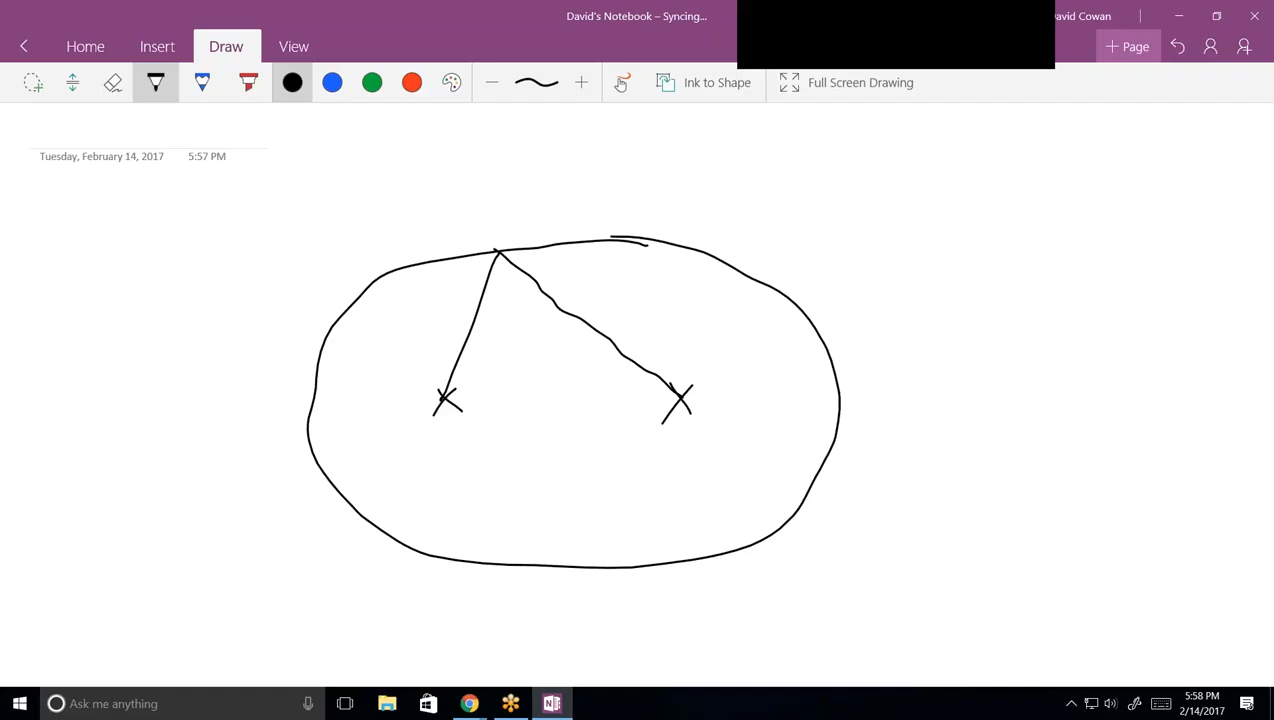 David's Notebook – Syncing...
avid Cowan
Home Insert Draw View
Page
Ink to Shape Full Screen Drawing
Tuesday, February 14, 2017 5:57 PM
Ask me anything
5:58 PM
2/14/2017